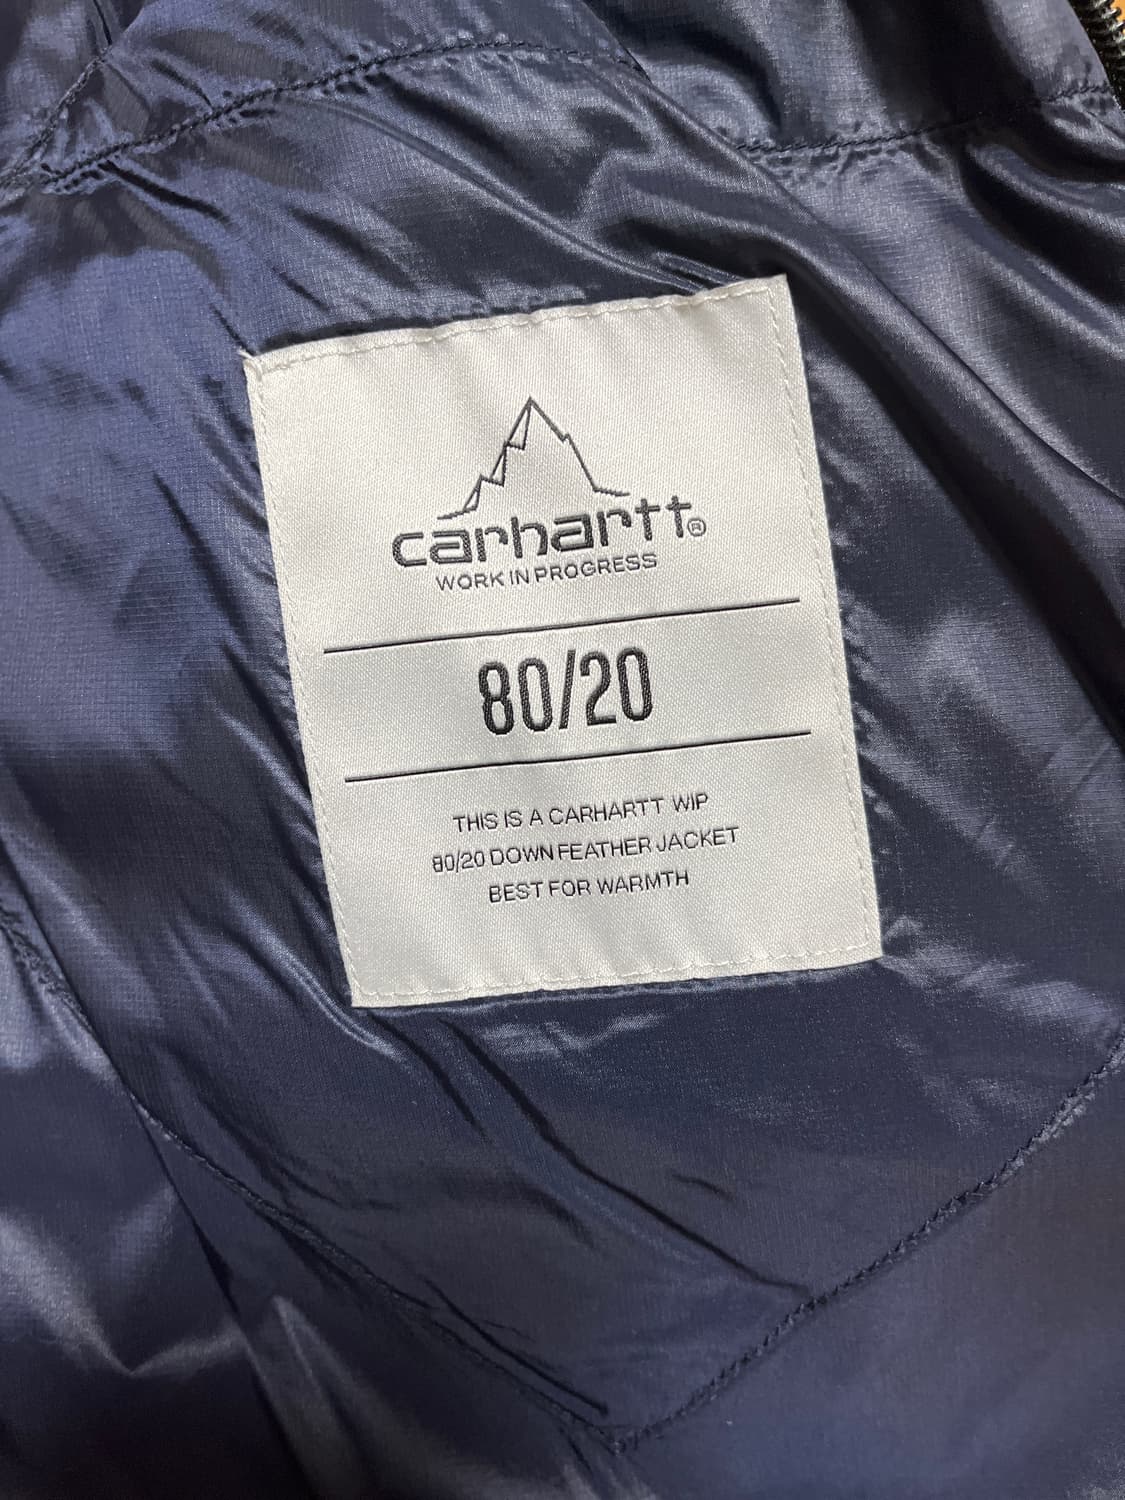 carhartt®
WORK IN PROGRESS
80/20
THIS IS A CARHARTT WIP
80/20 DOWN FEATHER JACKET
BEST FOR WARMTH